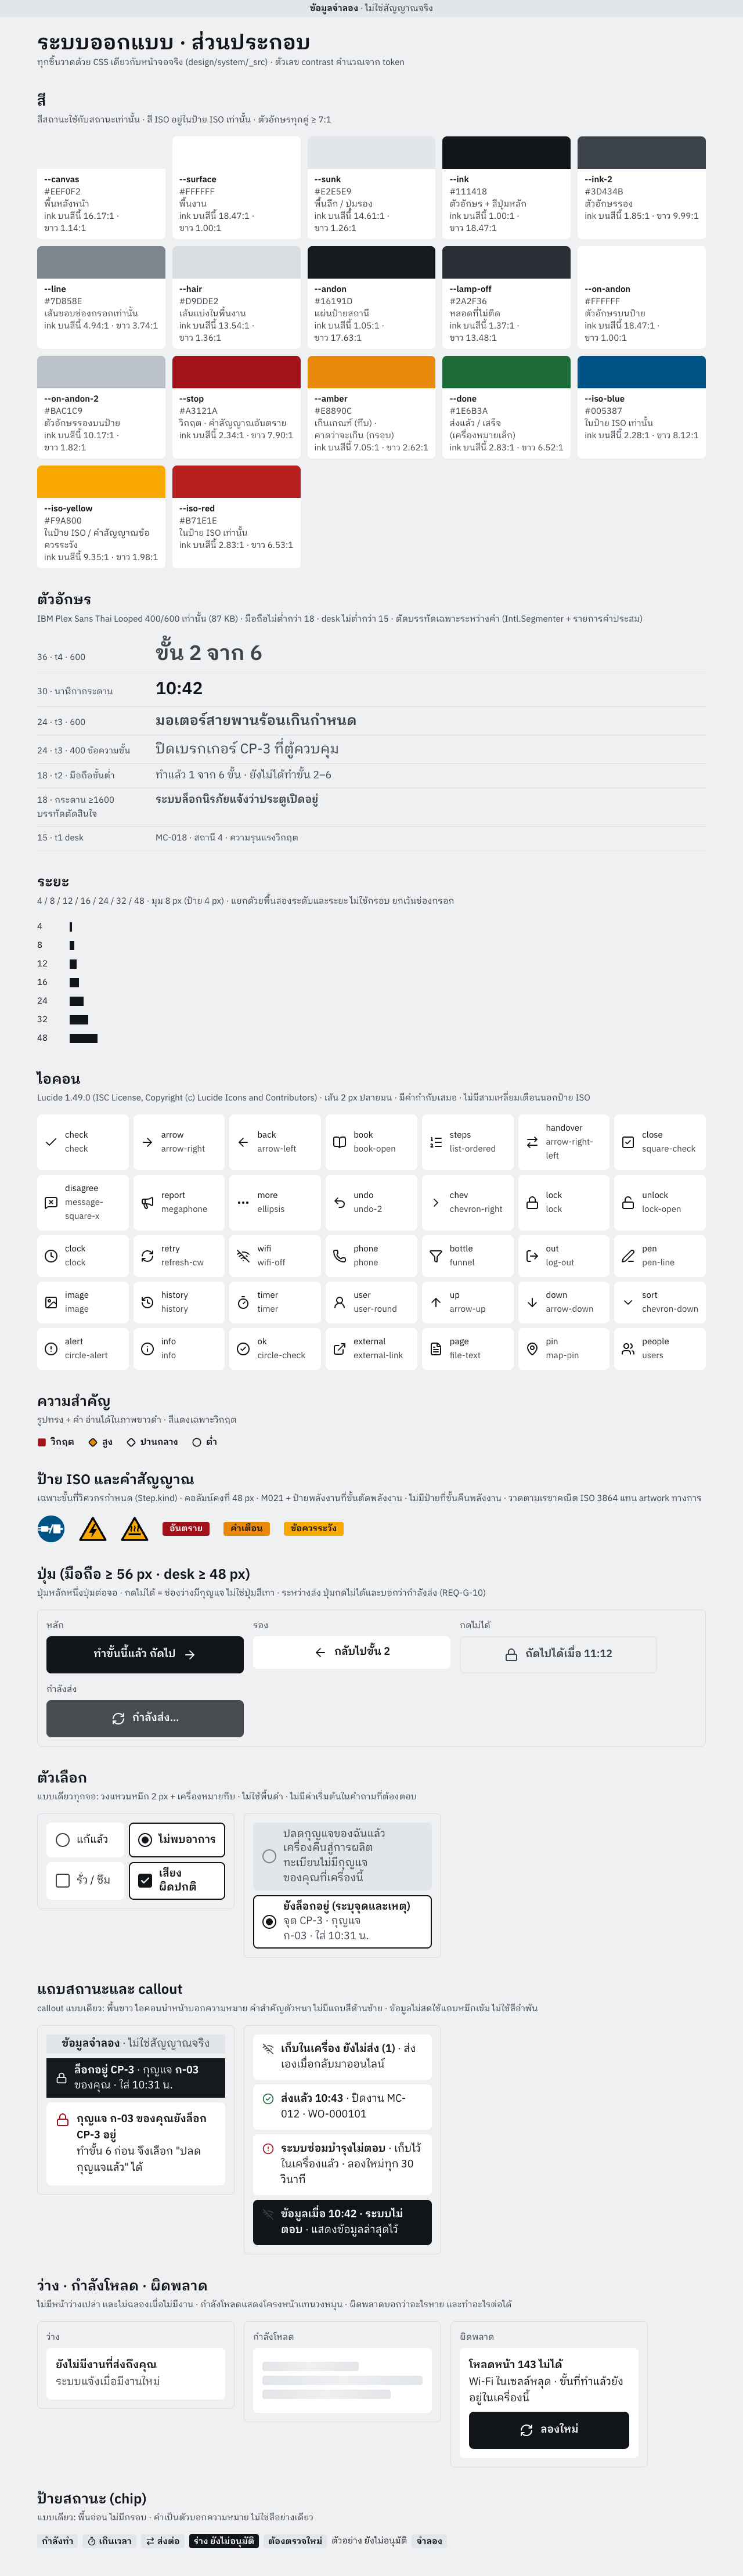 ข้อมูลจำลอง · ไม่ใช่สัญญาณจริง
ระบบออกแบบ · ส่วนประกอบ
ทุกชิ้นวาดด้วย CSS เดียวกับหน้าจอจริง (design/system/_src) · ตัวเลข contrast คำนวณจาก token
สี
สีสถานะใช้กับสถานะเท่านั้น · สี ISO อยู่ในป้าย ISO เท่านั้น · ตัวอักษรทุกคู่ ≥ 7:1
--canvas
#EEF0F2
พื้นหลังหน้า
ink บนสีนี้ 16.17:1 ·
ขาว 1.14:1
--surface
#FFFFFF
พื้นงาน
ink บนสีนี้ 18.47:1 ·
ขาว 1.00:1
--sunk
#E2E5E9
พื้นลึก / ปุ่มรอง
ink บนสีนี้ 14.61:1 ·
ขาว 1.26:1
--ink
#111418
ตัวอักษร + สีปุ่มหลัก
ink บนสีนี้ 1.00:1 ·
ขาว 18.47:1
--ink-2
#3D434B
ตัวอักษรรอง
ink บนสีนี้ 1.85:1 · ขาว 9.99:1
--line
#7D858E
เส้นขอบช่องกรอกเท่านั้น
ink บนสีนี้ 4.94:1 · ขาว 3.74:1
--hair
#D9DDE2
เส้นแบ่งในพื้นงาน
ink บนสีนี้ 13.54:1 ·
ขาว 1.36:1
--andon
#16191D
แผ่นป้ายสถานี
ink บนสีนี้ 1.05:1 ·
ขาว 17.63:1
--lamp-off
#2A2F36
หลอดที่ไม่ติด
ink บนสีนี้ 1.37:1 ·
ขาว 13.48:1
--on-andon
#FFFFFF
ตัวอักษรบนป้าย
ink บนสีนี้ 18.47:1 ·
ขาว 1.00:1
--on-andon-2
#BAC1C9
ตัวอักษรรองบนป้าย
ink บนสีนี้ 10.17:1 ·
ขาว 1.82:1
--stop
#A3121A
วิกฤต · คำสัญญาณอันตราย
ink บนสีนี้ 2.34:1 · ขาว 7.90:1
--amber
#E8890C
เกินเกณฑ์ (ทึบ) ·
คาดว่าจะเกิน (กรอบ)
ink บนสีนี้ 7.05:1 · ขาว 2.62:1
--done
#1E6B3A
ส่งแล้ว / เสร็จ
(เครื่องหมายเล็ก)
ink บนสีนี้ 2.83:1 · ขาว 6.52:1
--iso-blue
#005387
ในป้าย ISO เท่านั้น
ink บนสีนี้ 2.28:1 · ขาว 8.12:1
--iso-yellow
#F9A800
ในป้าย ISO / คำสัญญาณข้อ
ควรระวัง
ink บนสีนี้ 9.35:1 · ขาว 1.98:1
--iso-red
#B71E1E
ในป้าย ISO เท่านั้น
ink บนสีนี้ 2.83:1 · ขาว 6.53:1
ตัวอักษร
IBM Plex Sans Thai Looped 400/600 เท่านั้น (87 KB) · มือถือไม่ต่ำกว่า 18 · desk ไม่ต่ำกว่า 15 · ตัดบรรทัดเฉพาะระหว่างคำ (Intl.Segmenter + รายการคำประสม)
36 · t4 · 600
ขั้น 2 จาก 6
30 · นาฬิกากระดาน
10:42
24 · t3 · 600
มอเตอร์สายพานร้อนเกินกำหนด
24 · t3 · 400 ข้อความขั้น
ปิดเบรกเกอร์ CP-3 ที่ตู้ควบคุม
18 · t2 · มือถือขั้นต่ำ
ทำแล้ว 1 จาก 6 ขั้น · ยังไม่ได้ทำขั้น 2–6
18 · กระดาน ≥1600
บรรทัดตัดสินใจ
ระบบล็อกนิรภัยแจ้งว่าประตูเปิดอยู่
15 · t1 desk
MC-018 · สถานี 4 · ความรุนแรงวิกฤต
ระยะ
4 / 8 / 12 / 16 / 24 / 32 / 48 · มุม 8 px (ป้าย 4 px) · แยกด้วยพื้นสองระดับและระยะ ไม่ใช้กรอบ ยกเว้นช่องกรอก
4
8
12
16
24
32
48
ไอคอน
Lucide 1.49.0 (ISC License, Copyright (c) Lucide Icons and Contributors) · เส้น 2 px ปลายมน · มีคำกำกับเสมอ · ไม่มีสามเหลี่ยมเตือนนอกป้าย ISO
check
check
arrow
arrow-right
back
arrow-left
book
book-open
steps
list-ordered
handover
arrow-right-
left
close
square-check
disagree
message-
square-x
report
megaphone
more
ellipsis
undo
undo-2
chev
chevron-right
lock
lock
unlock
lock-open
clock
clock
retry
refresh-cw
wifi
wifi-off
phone
phone
bottle
funnel
out
log-out
pen
pen-line
image
image
history
history
timer
timer
user
user-round
up
arrow-up
down
arrow-down
sort
chevron-down
alert
circle-alert
info
info
ok
circle-check
external
external-link
page
file-text
pin
map-pin
people
users
ความสำคัญ
รูปทรง + คำ อ่านได้ในภาพขาวดำ · สีแดงเฉพาะวิกฤต
วิกฤต สูง ปานกลาง ต่ำ
ป้าย ISO และคำสัญญาณ
เฉพาะขั้นที่วิศวกรกำหนด (Step.kind) · คอลัมน์คงที่ 48 px · M021 + ป้ายพลังงานที่ขั้นตัดพลังงาน · ไม่มีป้ายที่ขั้นคืนพลังงาน · วาดตามเรขาคณิต ISO 3864 แทน artwork ทางการ
อันตราย คำเตือน ข้อควรระวัง
ปุ่ม (มือถือ ≥ 56 px · desk ≥ 48 px)
ปุ่มหลักหนึ่งปุ่มต่อจอ · กดไม่ได้ = ช่องว่างมีกุญแจ ไม่ใช่ปุ่มสีเทา · ระหว่างส่ง ปุ่มกดไม่ได้และบอกว่ากำลังส่ง (REQ-G-10)
หลัก
ทำขั้นนี้แล้ว ถัดไป
รอง
กลับไปขั้น 2
กดไม่ได้
ถัดไปได้เมื่อ 11:12
กำลังส่ง
กำลังส่ง…
ตัวเลือก
แบบเดียวทุกจอ: วงแหวนหมึก 2 px + เครื่องหมายทึบ · ไม่ใช้พื้นดำ · ไม่มีค่าเริ่มต้นในคำถามที่ต้องตอบ
แก้แล้ว
ไม่พบอาการ
รั่ว / ซึม
เสียง
ผิดปกติ
ปลดกุญแจของฉันแล้ว
เครื่องคืนสู่การผลิต
ทะเบียนไม่มีกุญแจ
ของคุณที่เครื่องนี้
ยังล็อกอยู่ (ระบุจุดและเหตุ)
จุด CP-3 · กุญแจ
ก-03 · ใส่ 10:31 น.
แถบสถานะและ callout
callout แบบเดียว: พื้นขาว ไอคอนนำหน้าบอกความหมาย คำสำคัญตัวหนา ไม่มีแถบสีด้านซ้าย · ข้อมูลไม่สดใช้แถบหมึกเข้ม ไม่ใช้สีอำพัน
ข้อมูลจำลอง · ไม่ใช่สัญญาณจริง
ล็อกอยู่ CP-3 · กุญแจ ก-03
ของคุณ · ใส่ 10:31 น.
กุญแจ ก-03 ของคุณยังล็อก
CP-3 อยู่
ทำขั้น 6 ก่อน จึงเลือก "ปลด
กุญแจแล้ว" ได้
เก็บในเครื่อง ยังไม่ส่ง (1) · ส่ง
เองเมื่อกลับมาออนไลน์
ส่งแล้ว 10:43 · ปิดงาน MC-
012 · WO-000101
ระบบซ่อมบำรุงไม่ตอบ · เก็บไว้
ในเครื่องแล้ว · ลองใหม่ทุก 30
วินาที
ข้อมูลเมื่อ 10:42 · ระบบไม่
ตอบ · แสดงข้อมูลล่าสุดไว้
ว่าง · กำลังโหลด · ผิดพลาด
ไม่มีหน้าว่างเปล่า และไม่ฉลองเมื่อไม่มีงาน · กำลังโหลดแสดงโครงหน้าแทนวงหมุน · ผิดพลาดบอกว่าอะไรหาย และทำอะไรต่อได้
ว่าง
ยังไม่มีงานที่ส่งถึงคุณ
ระบบแจ้งเมื่อมีงานใหม่
กำลังโหลด
ผิดพลาด
โหลดหน้า 143 ไม่ได้
Wi-Fi ในเซลล์หลุด · ขั้นที่ทำแล้วยัง
อยู่ในเครื่องนี้
ลองใหม่
ป้ายสถานะ (chip)
แบบเดียว: พื้นอ่อน ไม่มีกรอบ · คำเป็นตัวบอกความหมาย ไม่ใช่สีอย่างเดียว
กำลังทำ เกินเวลา ส่งต่อ ร่าง ยังไม่อนุมัติ ต้องตรวจใหม่ ตัวอย่าง ยังไม่อนุมัติ จำลอง